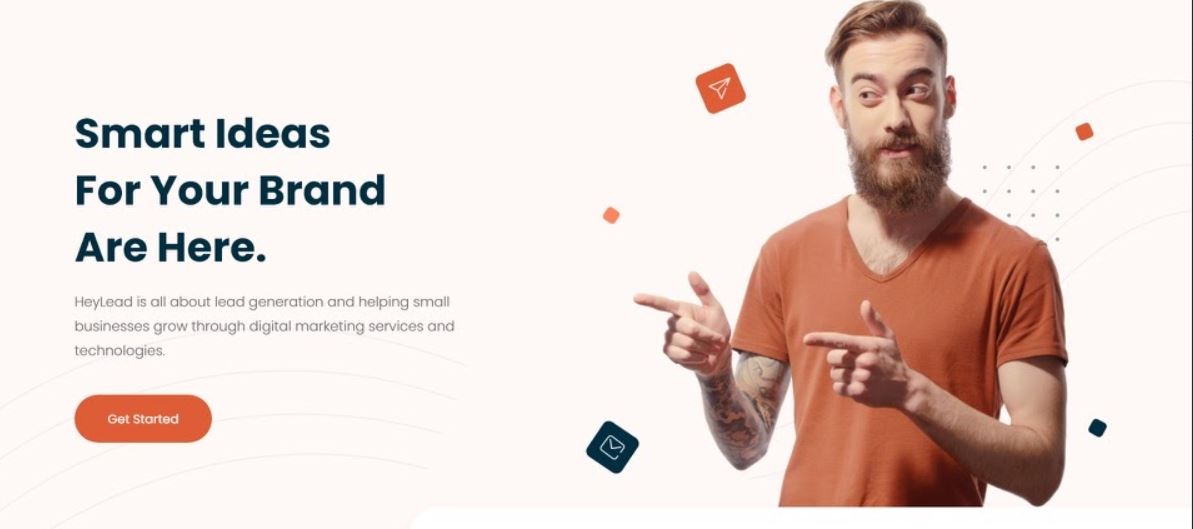 Smart Ideas
For Your Brand
Are Here.
HeyLead is all about lead generation and helping small
businesses grow through digital marketing services and
technologies.
Get Started